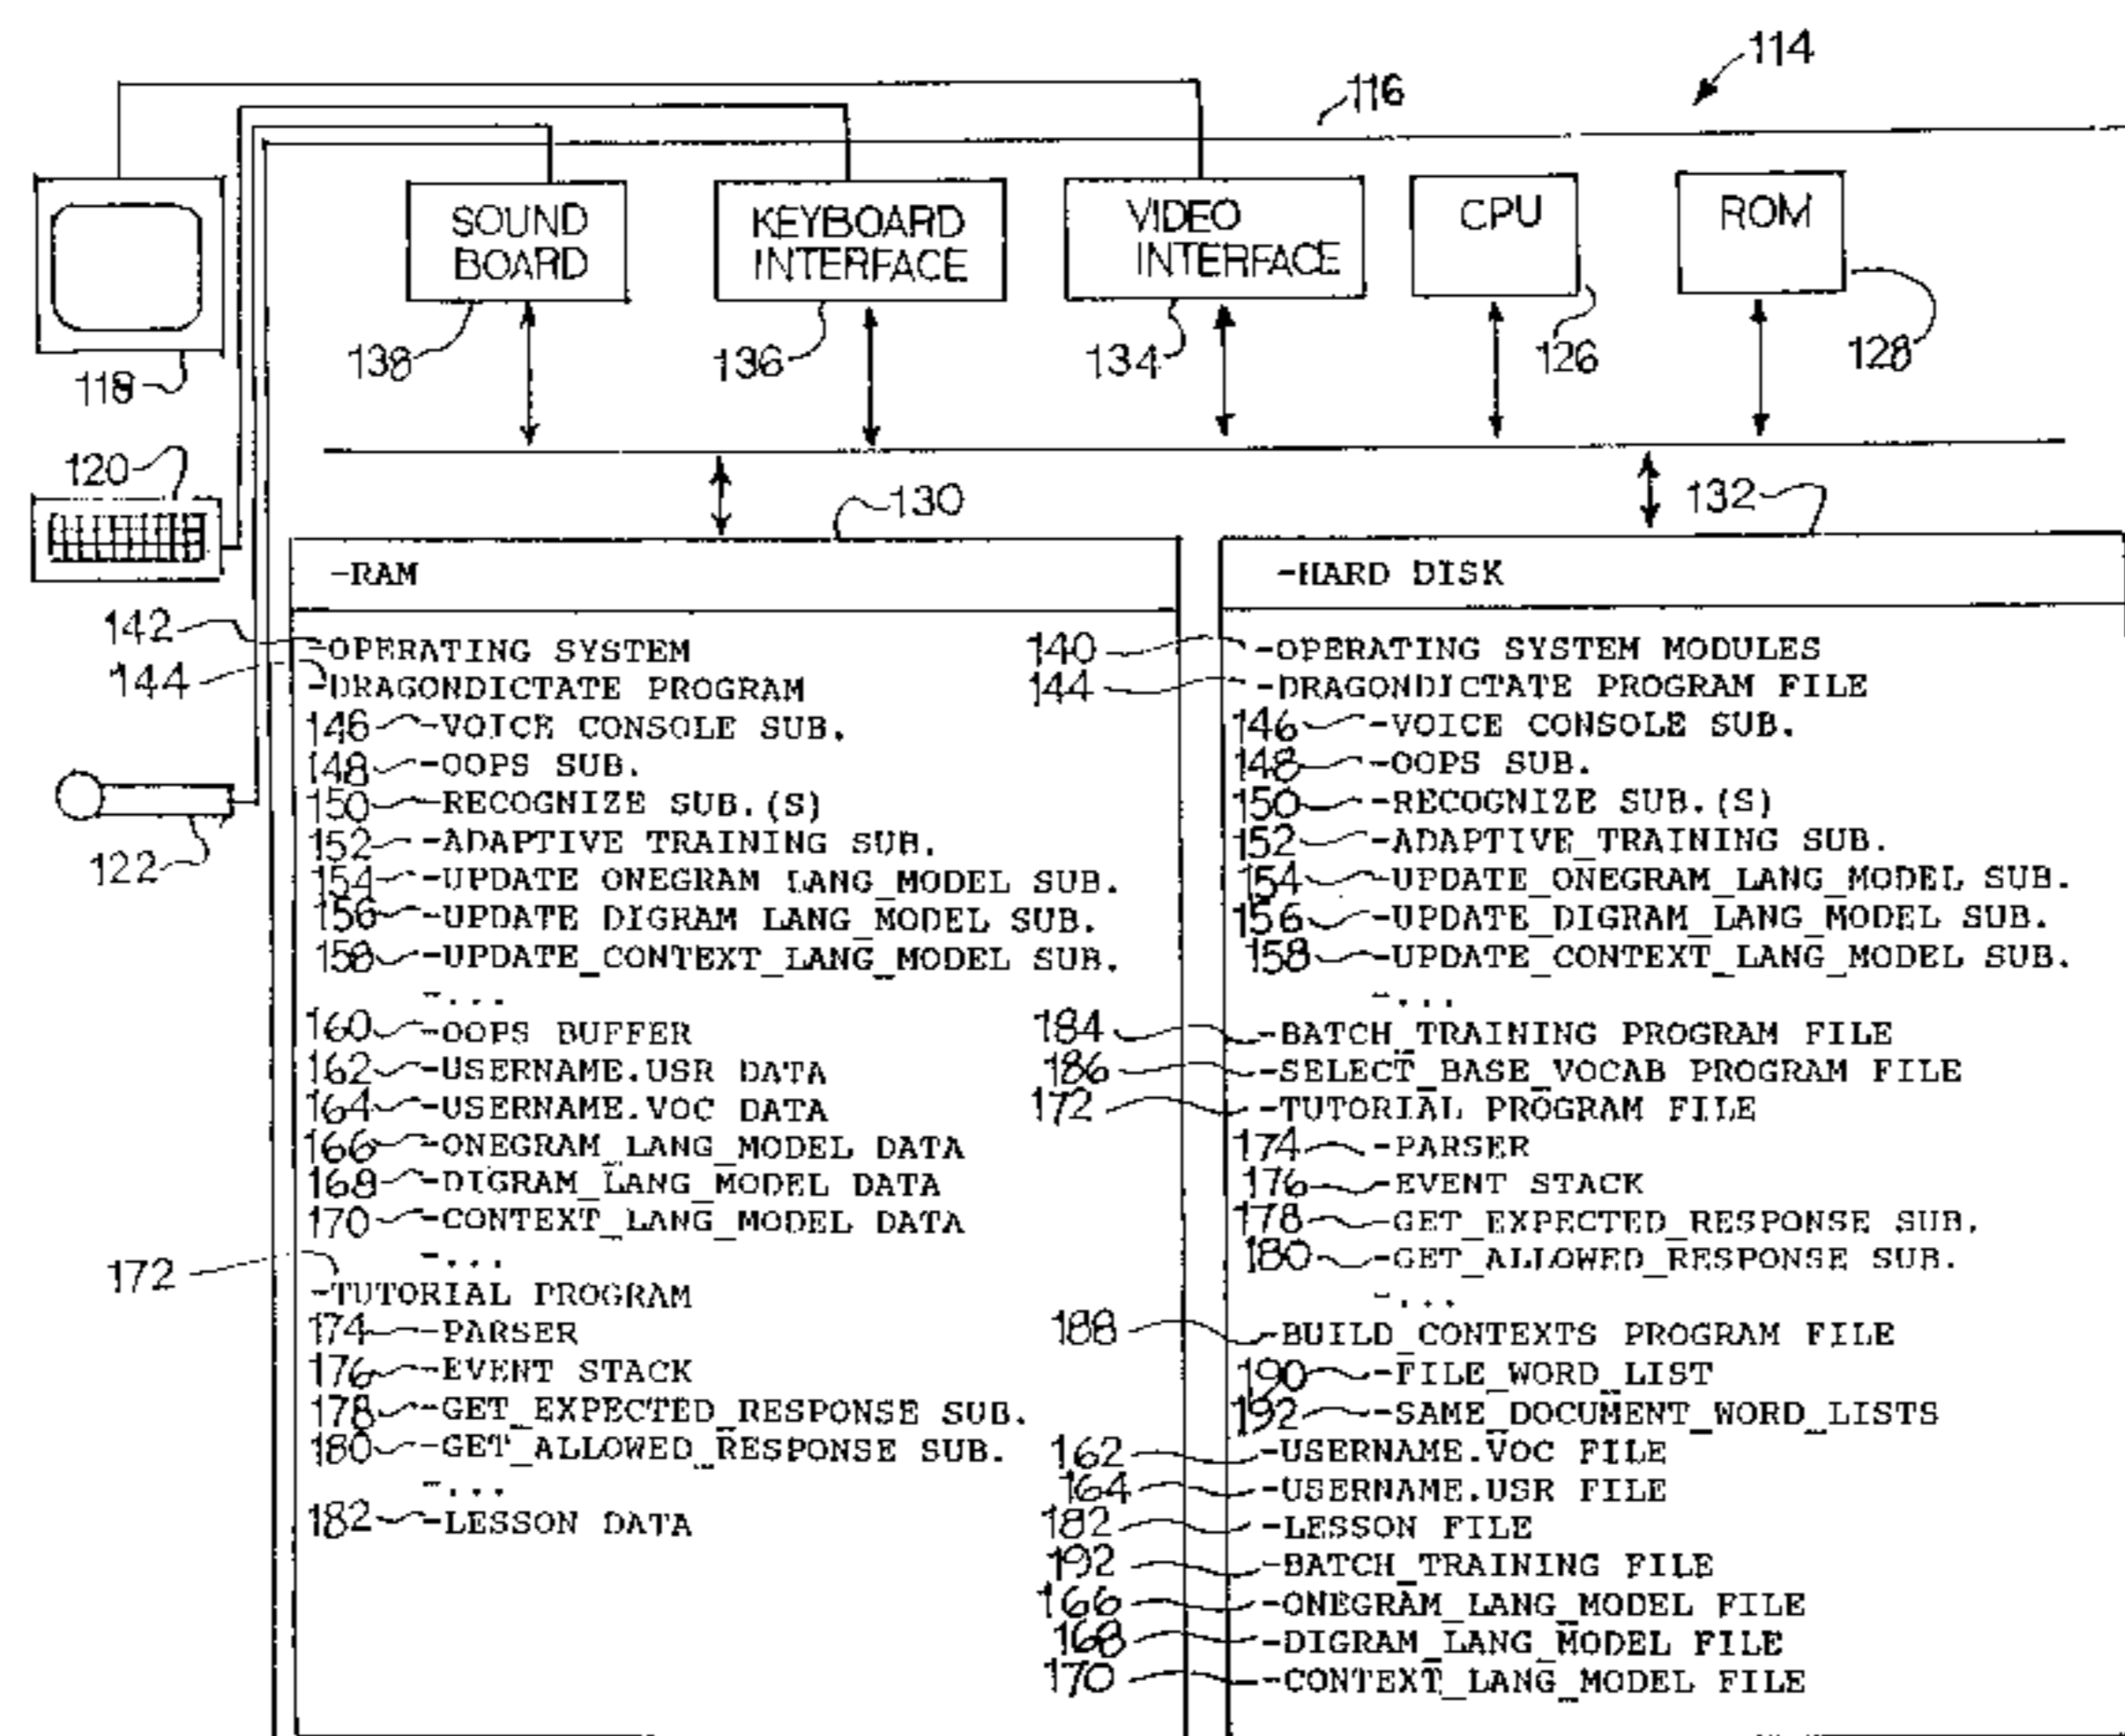 114
116
SOUND BOARD
KEYBOARD INTERFACE
VIDEO INTERFACE
CPU
ROM
138
136
134
126
128
118
120
130
132
122
-RAM
142 -OPERATING SYSTEM
144 -DRAGONDICTATE PROGRAM
146 -VOICE CONSOLE SUB.
148 -OOPS SUB.
150 -RECOGNIZE SUB.(S)
152 -ADAPTIVE TRAINING SUB.
154 -UPDATE ONEGRAM LANG_MODEL SUB.
156 -UPDATE DIGRAM LANG_MODEL SUB.
158 -UPDATE_CONTEXT_LANG_MODEL SUB.
-...
160 -OOPS BUFFER
162 -USERNAME.USR DATA
164 -USERNAME.VOC DATA
166 -ONEGRAM_LANG_MODEL DATA
168 -DIGRAM_LANG_MODEL DATA
170 -CONTEXT_LANG_MODEL DATA
-...
172 -TUTORIAL PROGRAM
174 -PARSER
176 -EVENT STACK
178 -GET_EXPECTED_RESPONSE SUB.
180 -GET_ALLOWED_RESPONSE SUB.
-...
182 -LESSON DATA
-HARD DISK
140 -OPERATING SYSTEM MODULES
144 -DRAGONDICTATE PROGRAM FILE
146 -VOICE CONSOLE SUB.
148 -OOPS SUB.
150 -RECOGNIZE SUB.(S)
152 -ADAPTIVE_TRAINING SUB.
154 -UPDATE_ONEGRAM_LANG_MODEL SUB.
156 -UPDATE_DIGRAM_LANG_MODEL SUB.
158 -UPDATE_CONTEXT_LANG_MODEL SUB.
-...
184 -BATCH_TRAINING PROGRAM FILE
186 -SELECT_BASE_VOCAB PROGRAM FILE
172 -TUTORIAL PROGRAM FILE
174 -PARSER
176 -EVENT STACK
178 -GET_EXPECTED_RESPONSE SUB.
180 -GET_ALLOWED_RESPONSE SUB.
-...
188 -BUILD_CONTEXTS PROGRAM FILE
190 -FILE_WORD_LIST
192 -SAME_DOCUMENT_WORD_LISTS
162 -USERNAME.VOC FILE
164 -USERNAME.USR FILE
182 -LESSON FILE
192 -BATCH_TRAINING FILE
166 -ONEGRAM_LANG_MODEL FILE
168 -DIGRAM_LANG_MODEL FILE
170 -CONTEXT_LANG_MODEL FILE